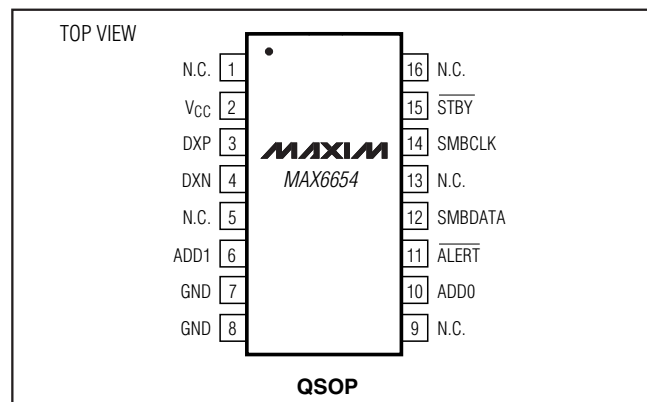 TOP VIEW
N.C. 1 16 N.C.
VCC 2 15 STBY
DXP 3 14 SMBCLK
MAXIM
DXN 4 MAX6654 13 N.C.
N.C. 5 12 SMBDATA
ADD1 6 11 ALERT
GND 7 10 ADD0
GND 8 9 N.C.
QSOP